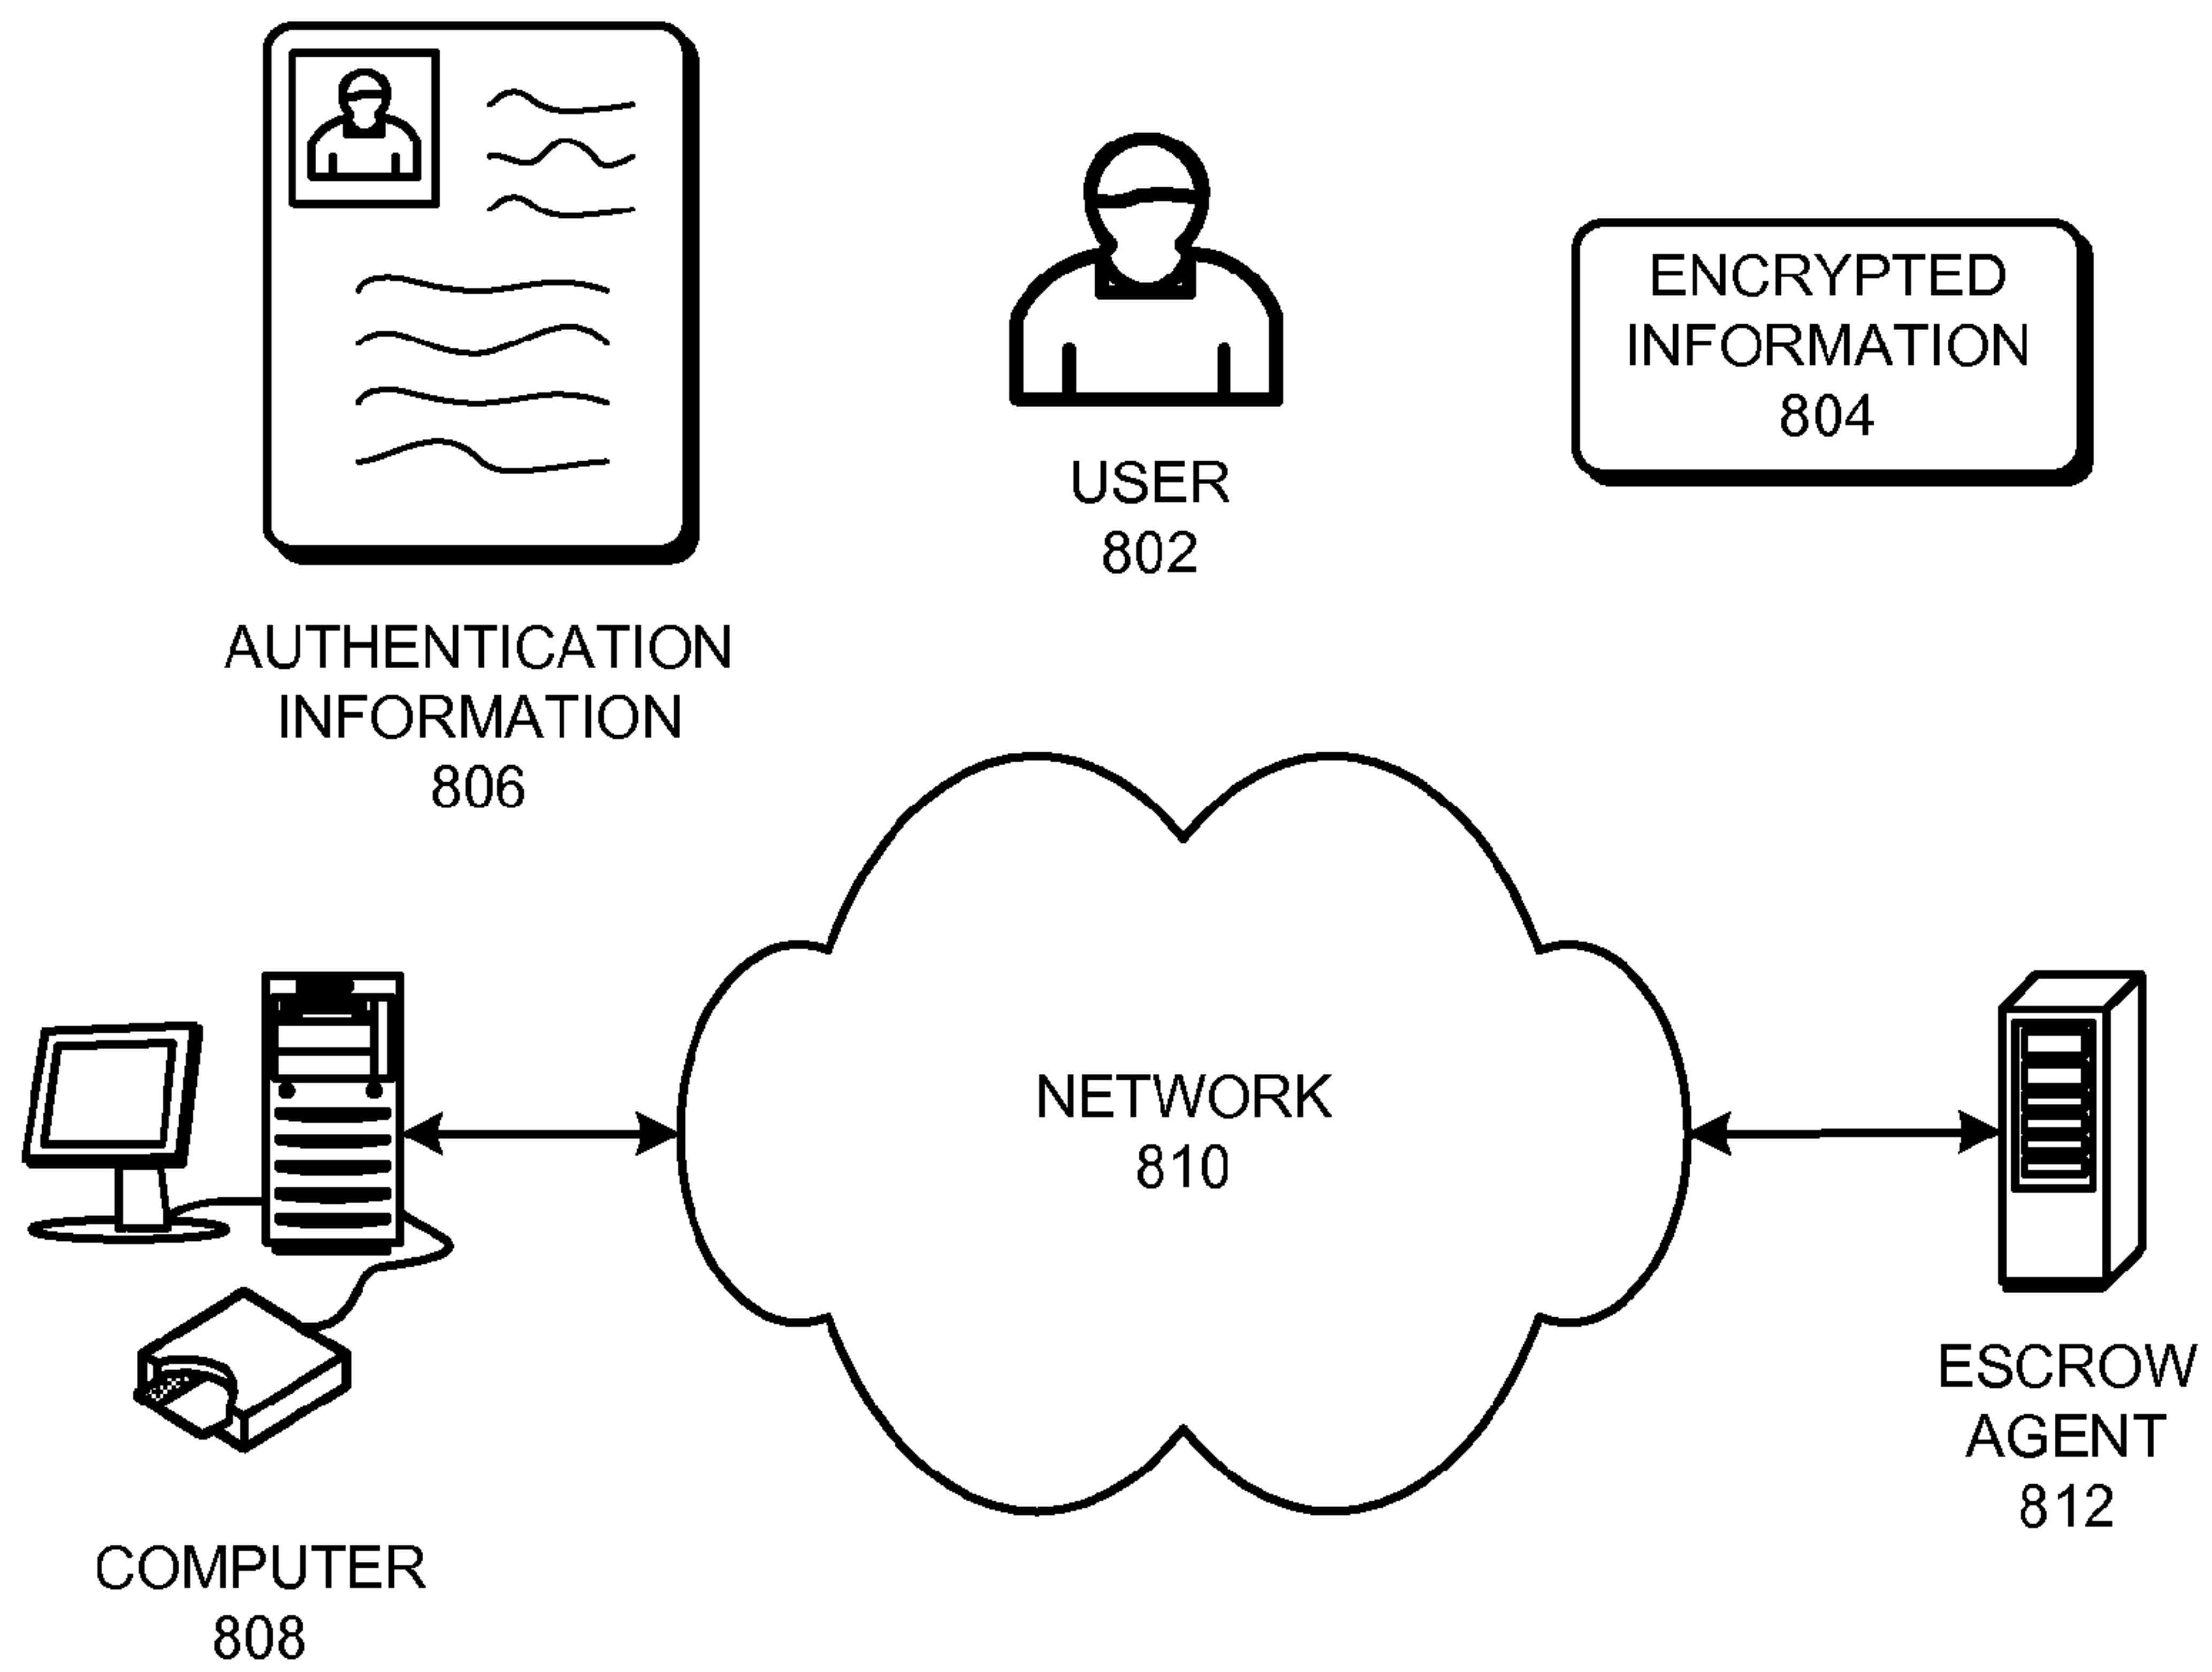 ENCRYPTED
INFORMATION
804
USER
802
AUTHENTICATION
INFORMATION
806
NETWORK
810
ESCROW
AGENT
812
COMPUTER
808